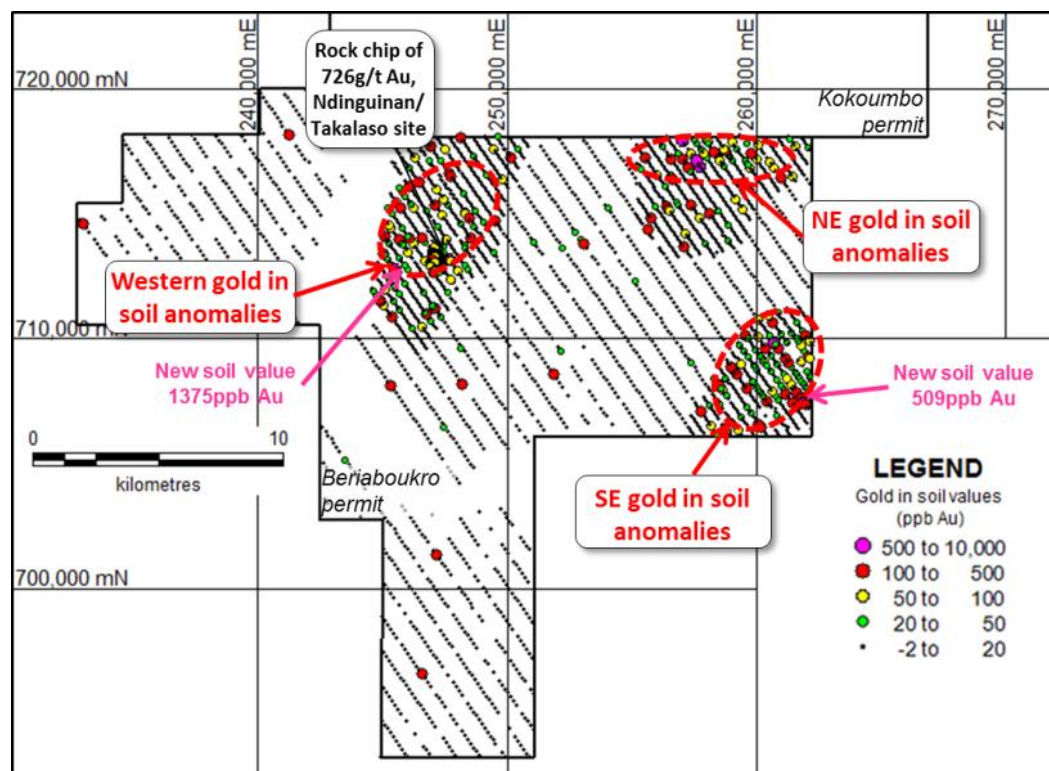 Rock chip of
726g/t Au,
Ndinguinan/
Takalaso site
240,000 mE
250,000 mE
260,000 mE
270,000 mE
720,000 mN
Kokoumbo
permit
NE gold in soil
anomalies
Western gold in
soil anomalies
710,000 mN
New soil value
1375ppb Au
New soil value
509ppb Au
0 10
kilometres
Beriaboukro
permit
SE gold in soil
anomalies
700,000 mN
LEGEND
Gold in soil values
(ppb Au)
500 to 10,000
100 to 500
50 to 100
20 to 50
-2 to 20